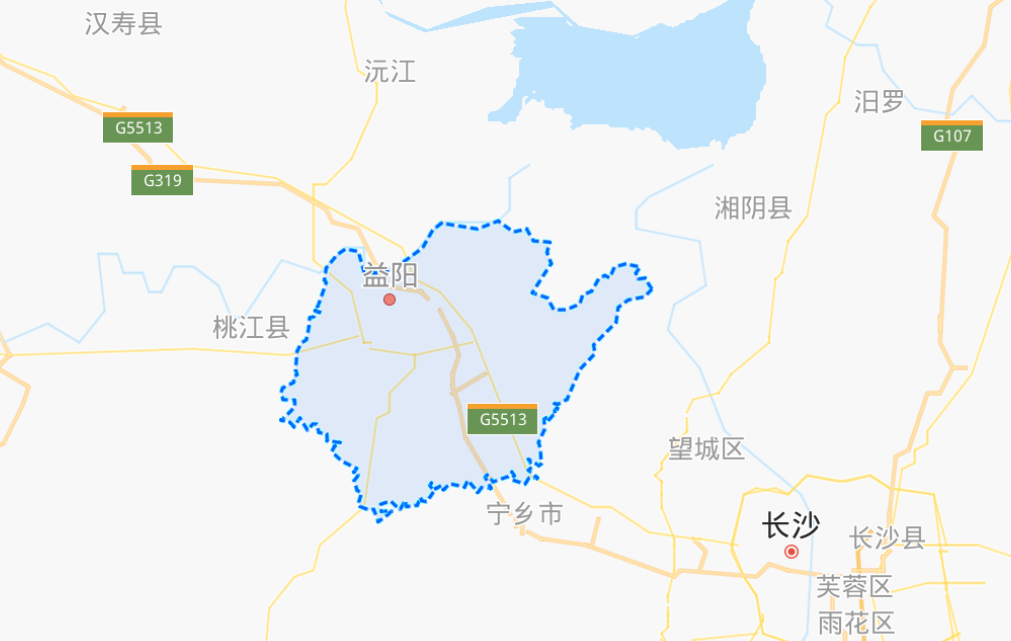 汉寿县
沅江
汨罗
G5513
G107
G319
湘阴县
益阳
桃江县
G5513
望城区
宁乡市
长沙
长沙县
芙蓉区
雨花区